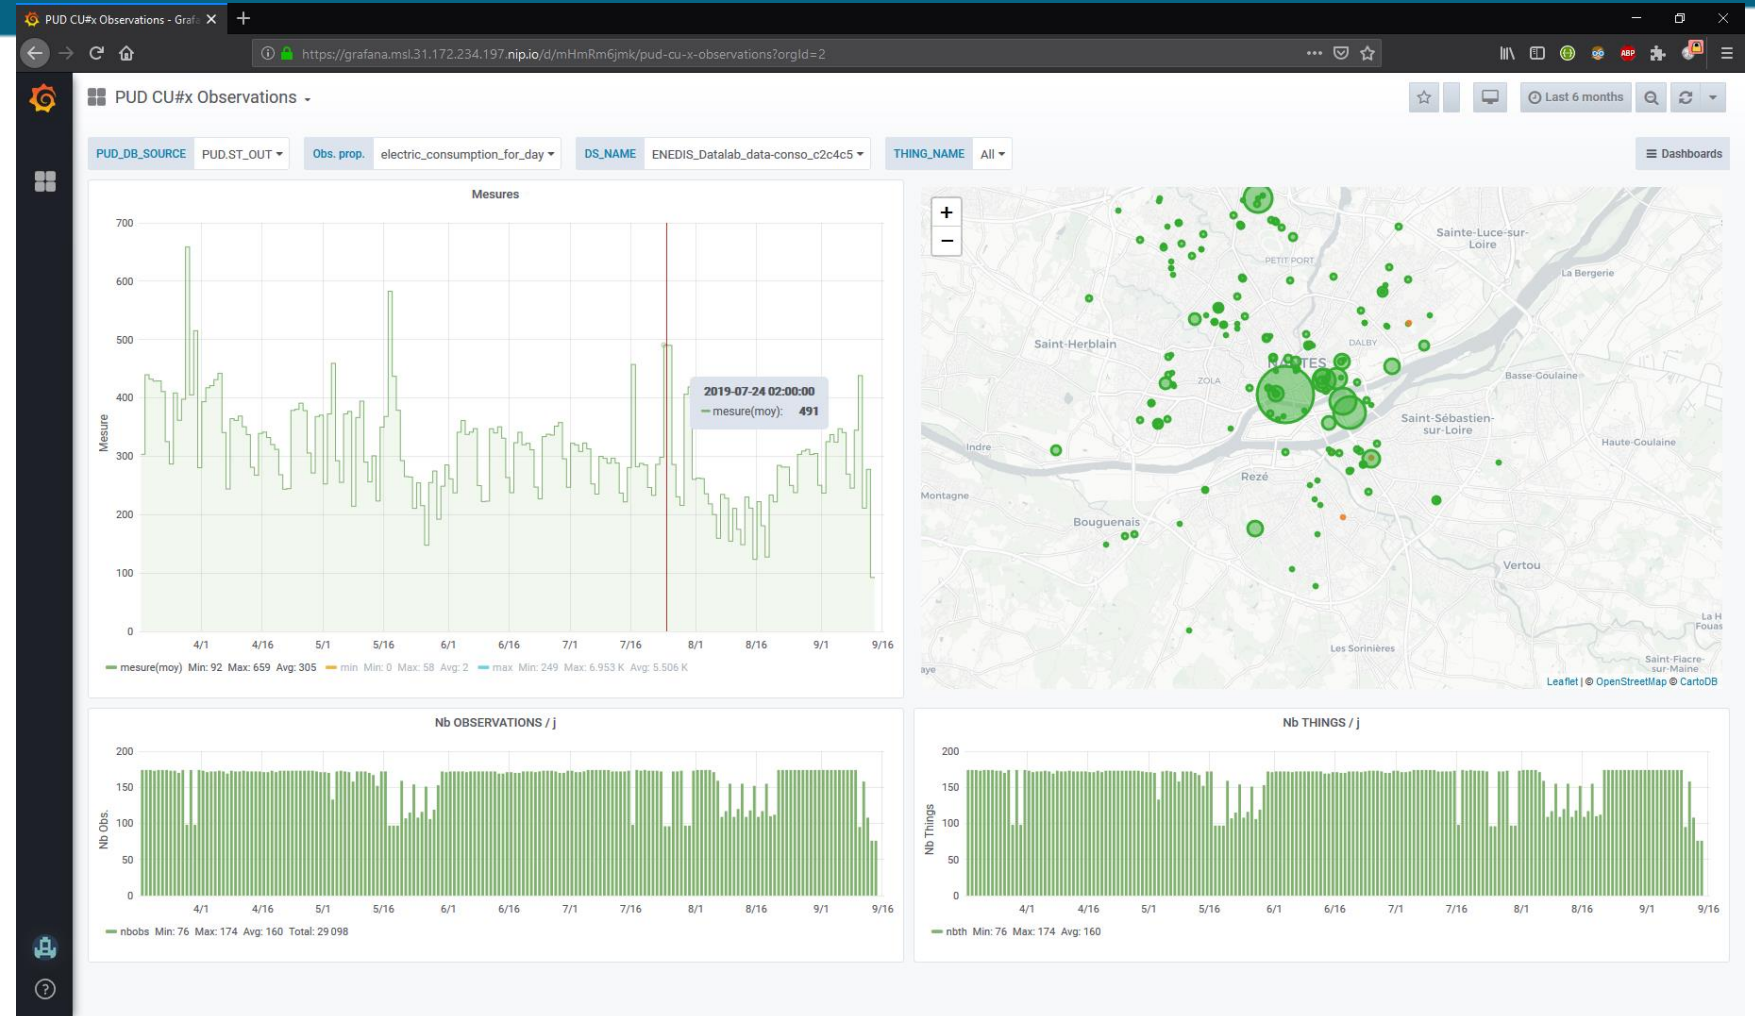 PUD CU#x Observations - Grafa
https://grafana.msl.31.172.234.197.nip.io/d/mHmRm6jmk/pud-cu-x-observations?orgId=2
ABP
PUD CU#x Observations
Last 6 months
PUD_DB_SOURCE PUD.ST_OUT
Obs. prop. electric_consumption_for_day
DS_NAME ENEDIS_Datalab_data-conso_c2c4c5
THING_NAME All
Dashboards
Mesures
700
600
500
400
300
200
100
0
Mesure
2019-07-24 02:00:00
mesure(moy): 491
4/1 4/16 5/1 5/16 6/1 6/16 7/1 7/16 8/1 8/16 9/1 9/16
mesure(moy) Min: 92 Max: 659 Avg: 305 min Min: 0 Max: 58 Avg: 2 max Min: 249 Max: 6.953 K Avg: 5.506 K
+
−
Sainte-Luce-sur-
Loire
PETIT PORT
La Bergerie
Saint-Herblain
DALBY
TES
ZOLA
Basse-Goulaine
Saint-Sébastien-
sur-Loire
Haute-Goulaine
Indre
Rezé
Montagne
Bouguenais
Vertou
La H
Fouas
Les Sorinières
Saint-Fiacre-
sur-Maine
aye
Leaflet | © OpenStreetMap © CartoDB
Nb OBSERVATIONS / j
200
150
100
50
0
Nb Obs.
4/1 4/16 5/1 5/16 6/1 6/16 7/1 7/16 8/1 8/16 9/1 9/16
nbobs Min: 76 Max: 174 Avg: 160 Total: 29 098
Nb THINGS / j
200
150
100
50
0
Nb Things
4/1 4/16 5/1 5/16 6/1 6/16 7/1 7/16 8/1 8/16 9/1 9/16
nbth Min: 76 Max: 174 Avg: 160